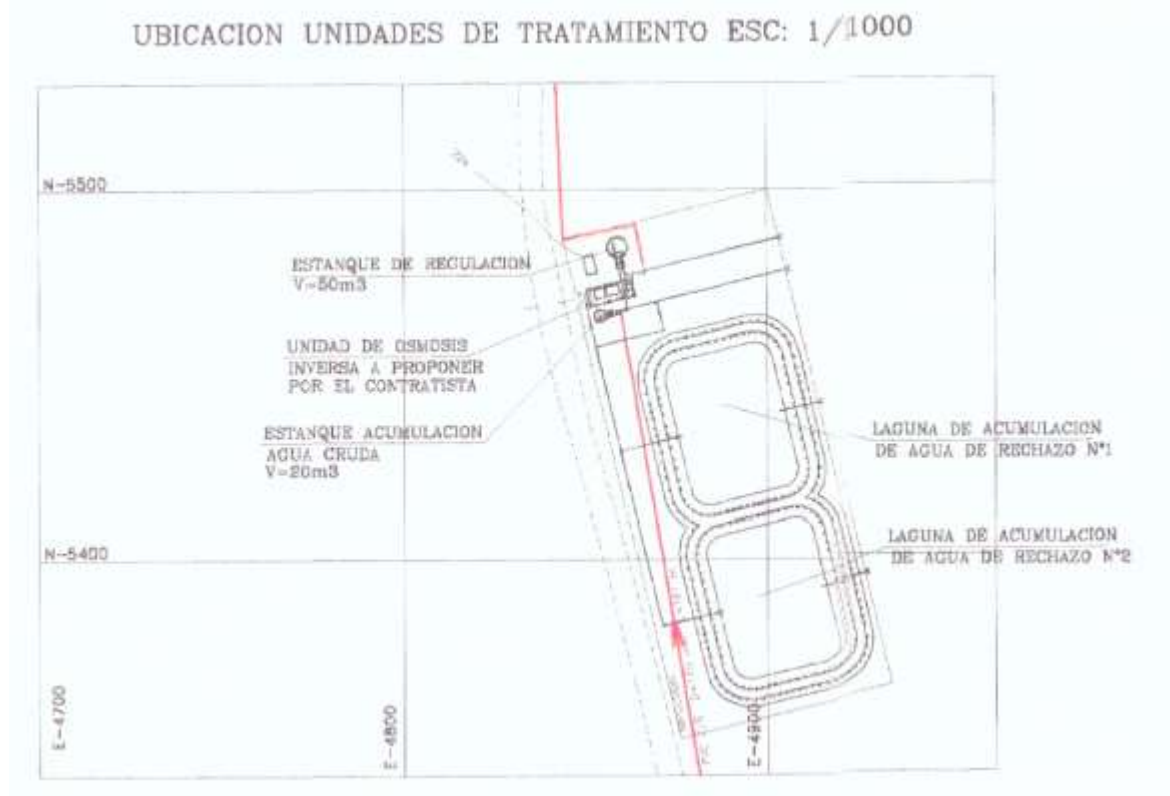 UBICACION UNIDADES DE TRATAMIENTO ESC: 1/1000
N-5500
ESTANQUE DE REGULACION
V=50m3
UNIDAD DE OSMOSIS
INVERSA A PROPONER
POR EL CONTRATISTA
ESTANQUE ACUMULACION
AGUA CRUDA
V=20m3
LAGUNA DE ACUMULACION
DE AGUA DE RECHAZO N°1
LAGUNA DE ACUMULACION
DE AGUA DE RECHAZO N°2
N-5400
E-4700
E-4800
E-4900